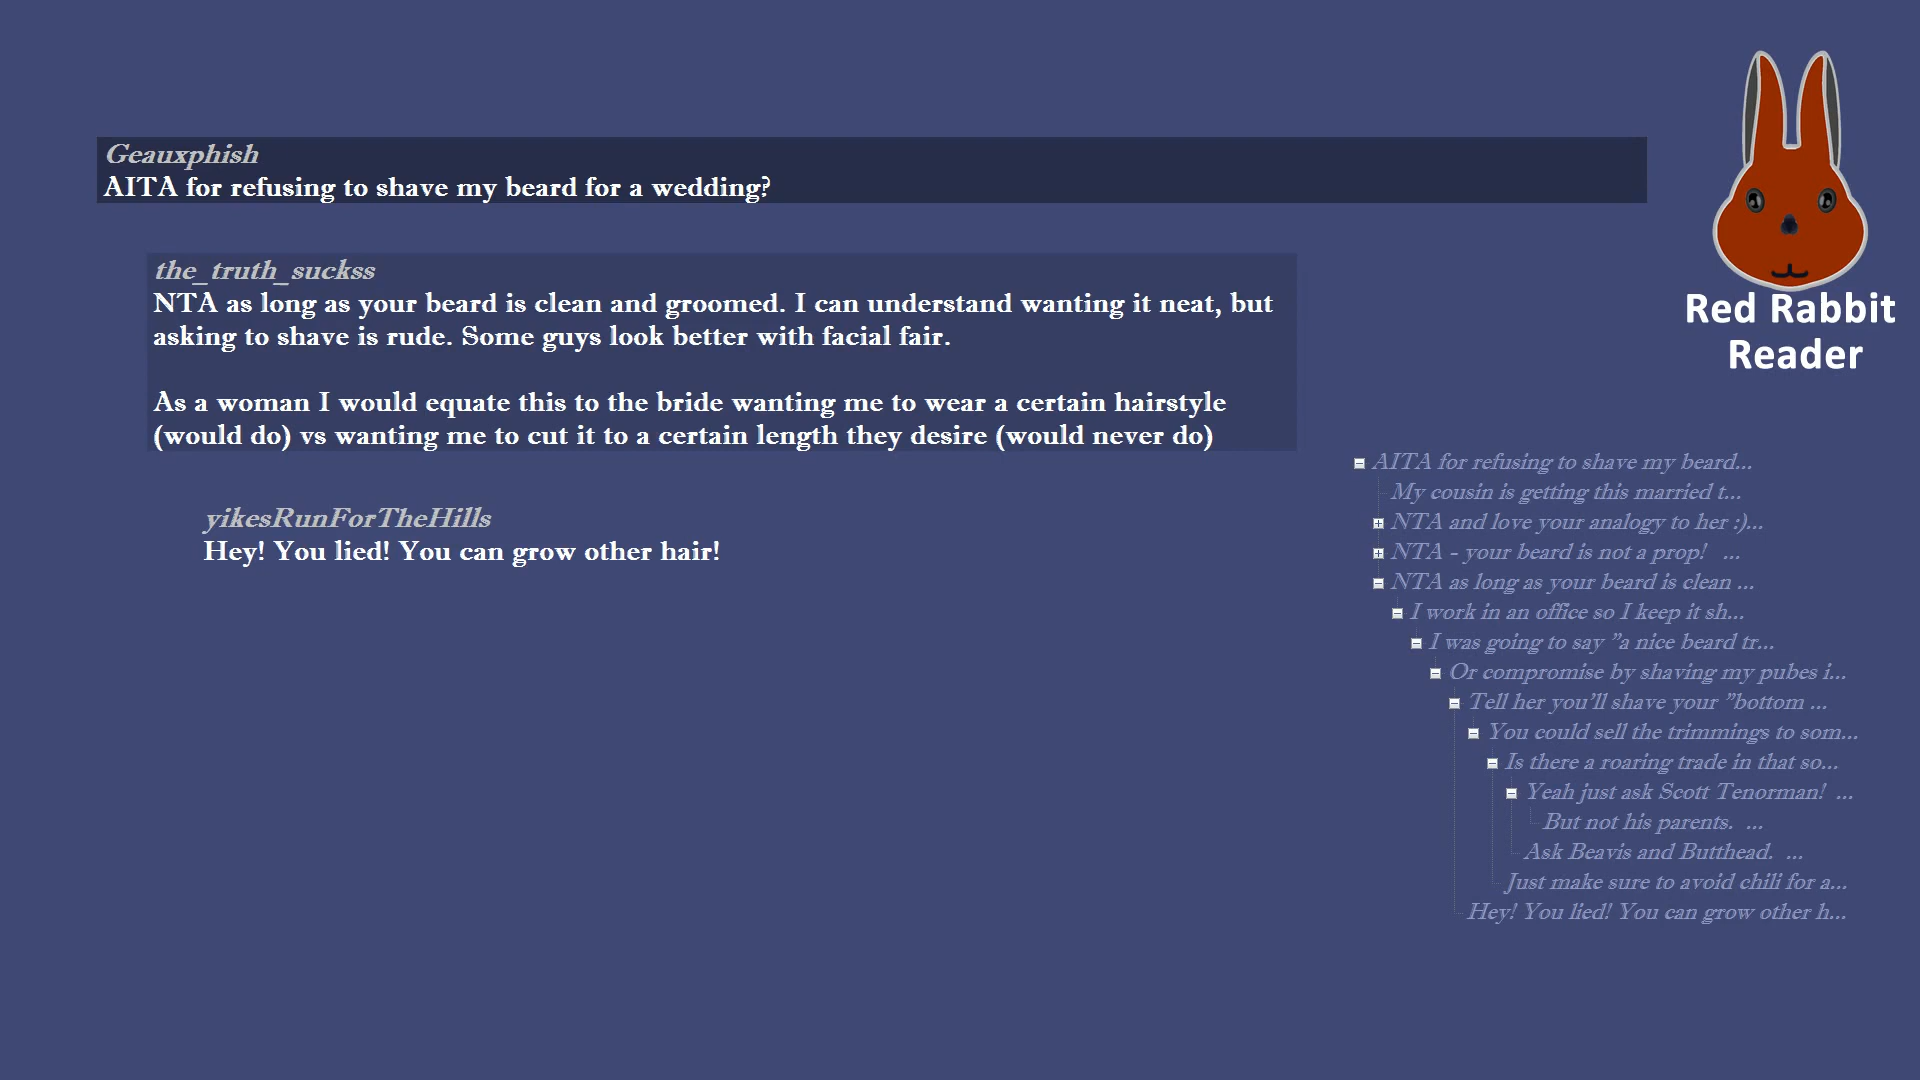 Geauxphish
AITA for refusing to shave my beard for a wedding?
the_truth_suckss
NTA as long as your beard is clean and groomed. I can understand wanting it neat, but
asking to shave is rude. Some guys look better with facial fair.
As a woman I would equate this to the bride wanting me to wear a certain hairstyle
(would do) vs wanting me to cut it to a certain length they desire (would never do)
yikesRunForTheHills
Hey! You lied! You can grow other hair!
Red Rabbit
Reader
AITA for refusing to shave my beard...
My cousin is getting this married t...
NTA and love your analogy to her :)...
NTA - your beard is not a prop! ...
NTA as long as your beard is clean ...
I work in an office so I keep it sh...
I was going to say "a nice beard tr...
Or compromise by shaving my pubes i...
Tell her you'll shave your "bottom ...
You could sell the trimmings to som...
Is there a roaring trade in that so...
Yeah just ask Scott Tenorman! ...
But not his parents. ...
Ask Beavis and Butthead. ...
Just make sure to avoid chili for a...
Hey! You lied! You can grow other h...